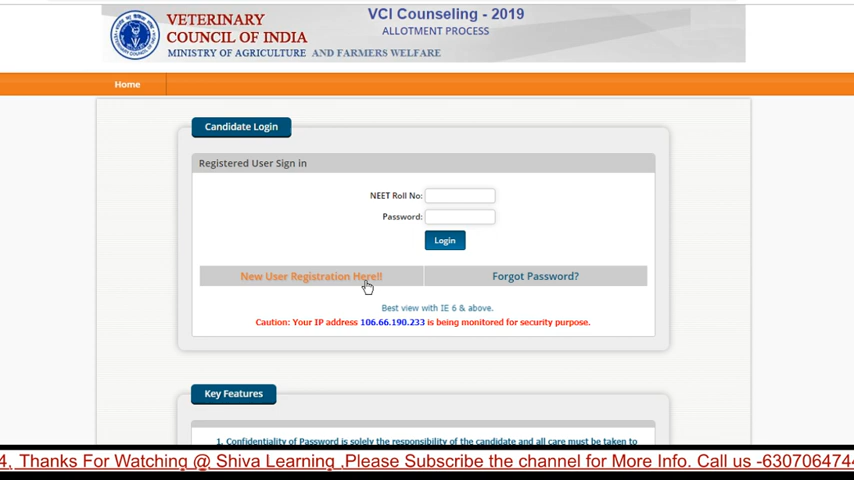 VETERINARY
COUNCIL OF INDIA
MINISTRY OF AGRICULTURE AND FARMERS WELFARE
VCI Counseling - 2019
ALLOTMENT PROCESS
Home
Candidate Login
Registered User Sign in
NEET Roll No:
Password:
Login
New User Registration Here!!
Forgot Password?
Best view with IE 6 & above.
Caution: Your IP address 106.66.190.233 is being monitored for security purpose.
Key Features
1. Confidentiality of Password is solely the responsibility of the candidate and all care must be taken to
4, Thanks For Watching @ Shiva Learning ,Please Subscribe the channel for More Info. Call us -6307064744